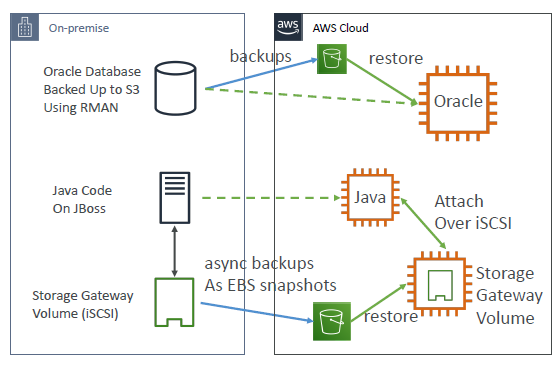 On-premise
aws
AWS Cloud
backups
restore
Oracle Database
Backed Up to S3
Using RMAN
Oracle
Java Code
On JBoss
Java
Attach
Over iSCSI
async backups
As EBS snapshots
Storage Gateway
Volume (iSCSI)
restore
Storage
Gateway
Volume